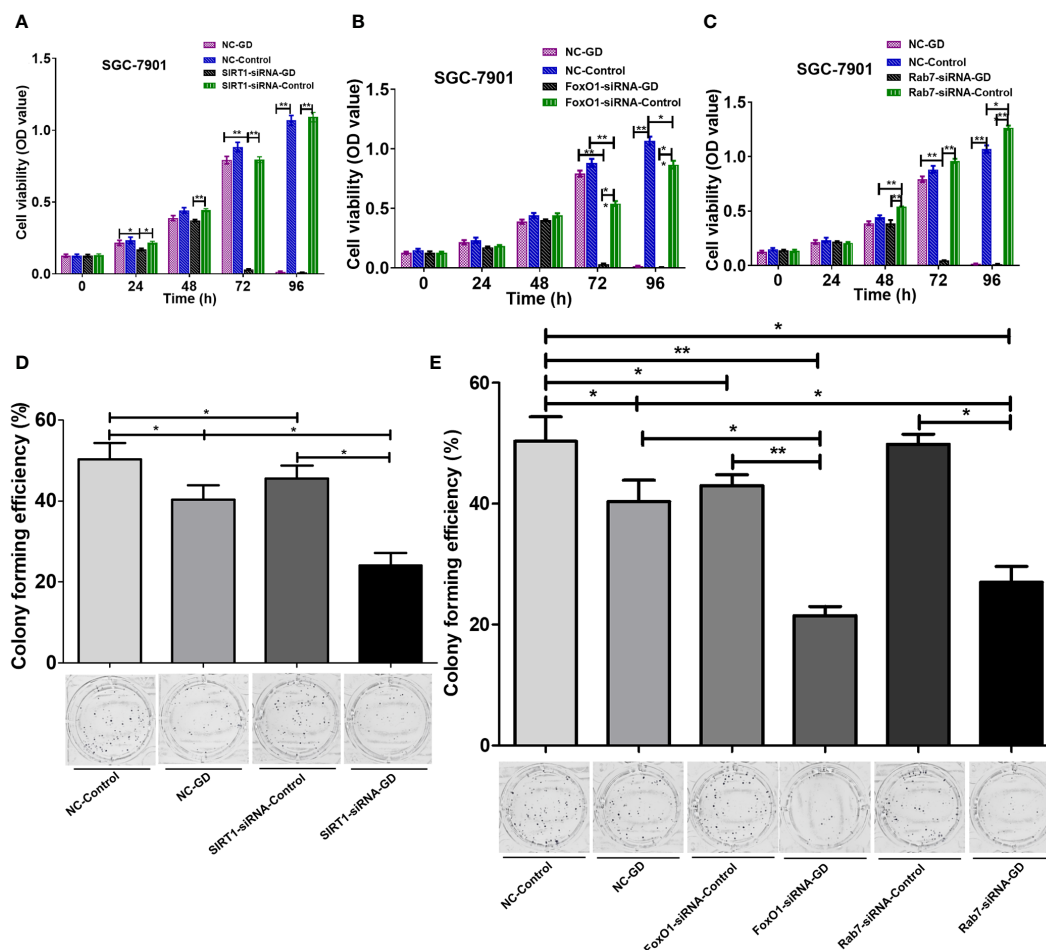 A
SGC-7901
NC-GD
NC-Control
SIRT1-siRNA-GD
SIRT1-siRNA-Control
Cell viability (OD value)
1.5
1.0
0.5
0.0
* * ** ** ** ** **
0 24 48 72 96
Time (h)
B
SGC-7901
NC-GD
NC-Control
FoxO1-siRNA-GD
FoxO1-siRNA-Control
Cell viability (OD value)
1.5
1.0
0.5
0.0
** ** * * ** * * *
0 24 48 72 96
Time (h)
C
SGC-7901
NC-GD
NC-Control
Rab7-siRNA-GD
Rab7-siRNA-Control
Cell viability (OD value)
1.5
1.0
0.5
0.0
** ** ** ** ** ** *
0 24 48 72 96
Time (h)
D
Colony forming efficiency (%)
60
40
20
0
*
* *
*
NC-Control
NC-GD
SIRT1-siRNA-Control
SIRT1-siRNA-GD
E
Colony forming efficiency (%)
60
40
20
0
*
**
*
* *
* *
**
NC-Control
NC-GD
FoxO1-siRNA-Control
FoxO1-siRNA-GD
Rab7-siRNA-Control
Rab7-siRNA-GD